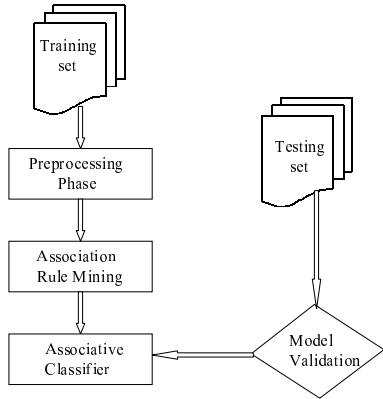 Training
set
Preprocessing
Phase
Association
Rule Mining
Associative
Classifier
Testing
set
Model
Validation